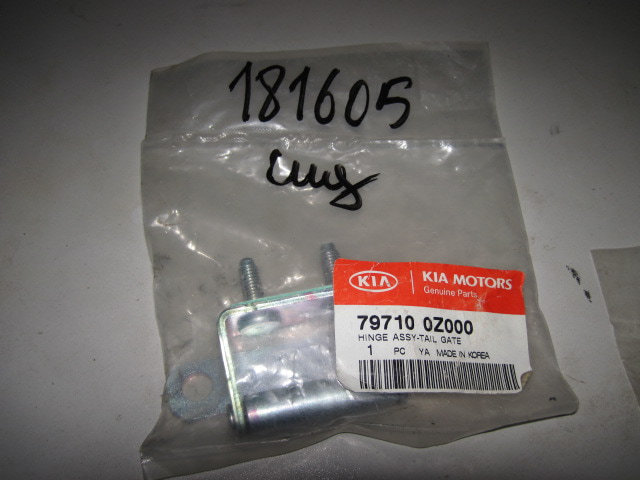 181605
сид
KIA KIA MOTORS
Genuine Parts
79710 0Z000
HINGE ASSY-TAIL GATE
1 PC YA MADE IN KOREA